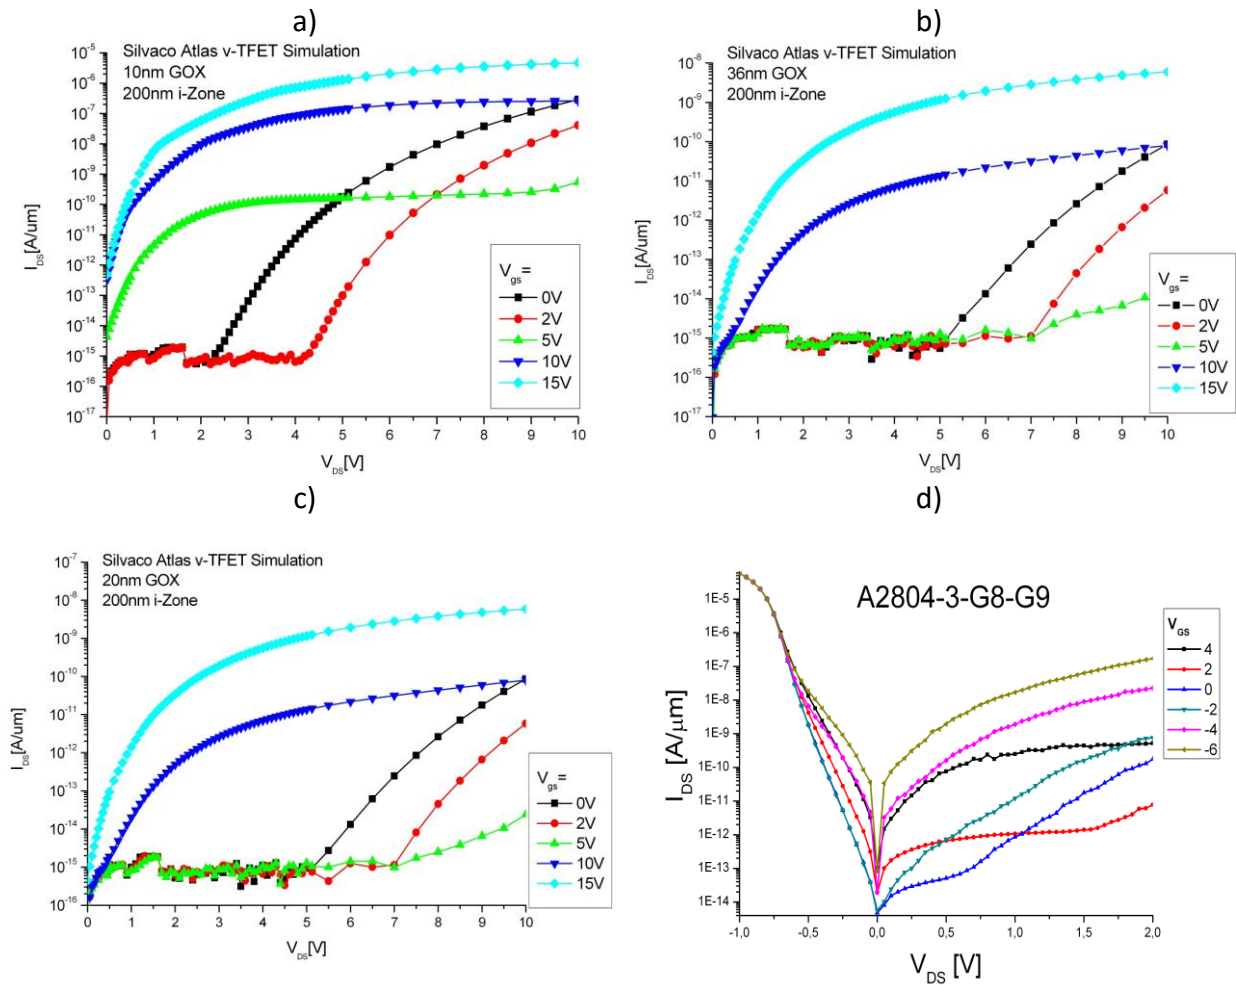 a)
Silvaco Atlas v-TFET Simulation
10nm GOX
200nm i-Zone
10^-5
10^-6
10^-7
10^-8
10^-9
10^-10
10^-11
10^-12
10^-13
10^-14
10^-15
10^-16
10^-17
I_DS[A/um]
0 1 2 3 4 5 6 7 8 9 10
V_DS[V]
V_gs=
0V
2V
5V
10V
15V
b)
Silvaco Atlas v-TFET Simulation
36nm GOX
200nm i-Zone
10^-8
10^-9
10^-10
10^-11
10^-12
10^-13
10^-14
10^-15
10^-16
10^-17
I_DS[A/um]
0 1 2 3 4 5 6 7 8 9 10
V_DS[V]
V_gs=
0V
2V
5V
10V
15V
c)
Silvaco Atlas v-TFET Simulation
20nm GOX
200nm i-Zone
10^-7
10^-8
10^-9
10^-10
10^-11
10^-12
10^-13
10^-14
10^-15
10^-16
I_DS[A/um]
0 1 2 3 4 5 6 7 8 9 10
V_DS[V]
V_gs=
0V
2V
5V
10V
15V
d)
A2804-3-G8-G9
1E-5
1E-6
1E-7
1E-8
1E-9
1E-10
1E-11
1E-12
1E-13
1E-14
I_DS [A/µm]
-1,0 -0,5 0,0 0,5 1,0 1,5 2,0
V_DS [V]
V_GS
4
2
0
-2
-4
-6